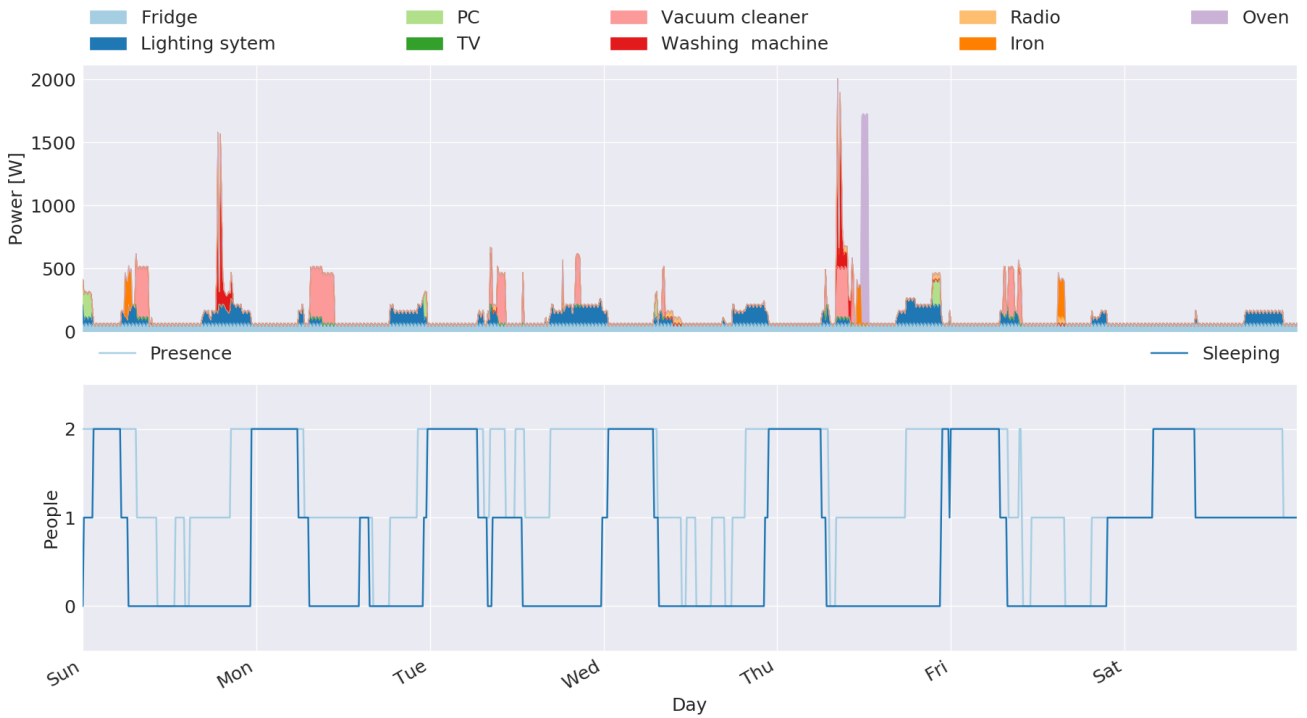 Fridge PC Vacuum cleaner Radio Oven
Lighting sytem TV Washing machine Iron
2000
1500
1000
500
0
Power [W]
Presence Sleeping
2
1
0
People
Sun Mon Tue Wed Thu Fri Sat
Day